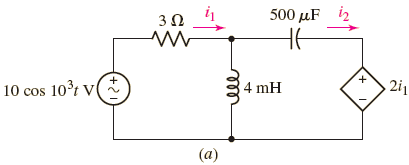 3 Ω
i₁
500 μF
i₂
10 cos 10³t V
+
–
4 mH
+
–
2i₁
(a)